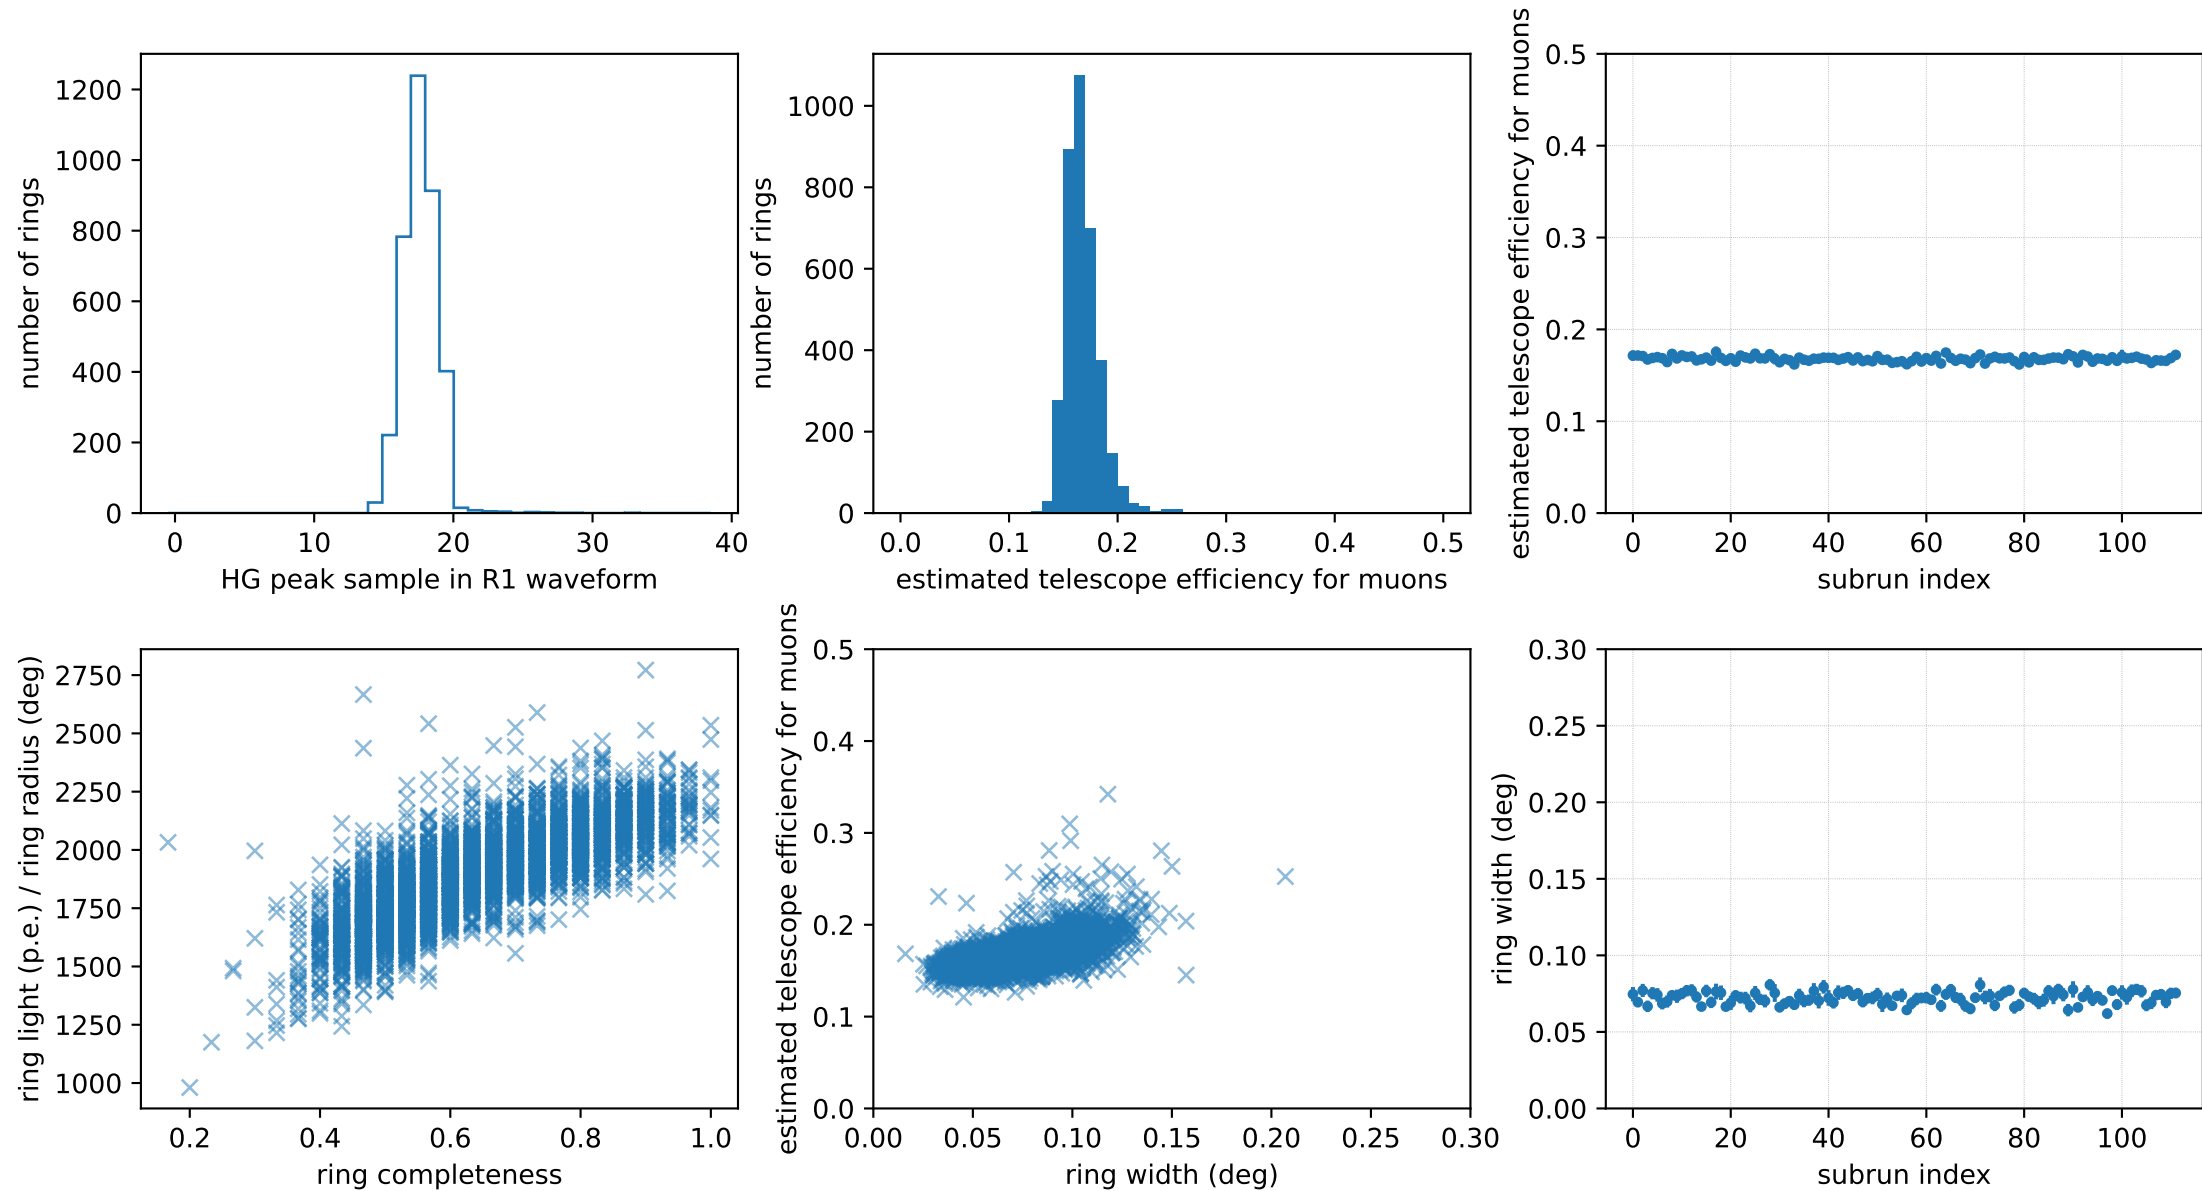 number of rings
1200
1000
800
600
400
200
0
0 10 20 30 40
HG peak sample in R1 waveform
number of rings
1000
800
600
400
200
0
0.0 0.1 0.2 0.3 0.4 0.5
estimated telescope efficiency for muons
estimated telescope efficiency for muons
0.5
0.4
0.3
0.2
0.1
0.0
0 20 40 60 80 100
subrun index
ring light (p.e.) / ring radius (deg)
2750
2500
2250
2000
1750
1500
1250
1000
0.2 0.4 0.6 0.8 1.0
ring completeness
estimated telescope efficiency for muons
0.5
0.4
0.3
0.2
0.1
0.0
0.00 0.05 0.10 0.15 0.20 0.25 0.30
ring width (deg)
ring width (deg)
0.30
0.25
0.20
0.15
0.10
0.05
0.00
0 20 40 60 80 100
subrun index